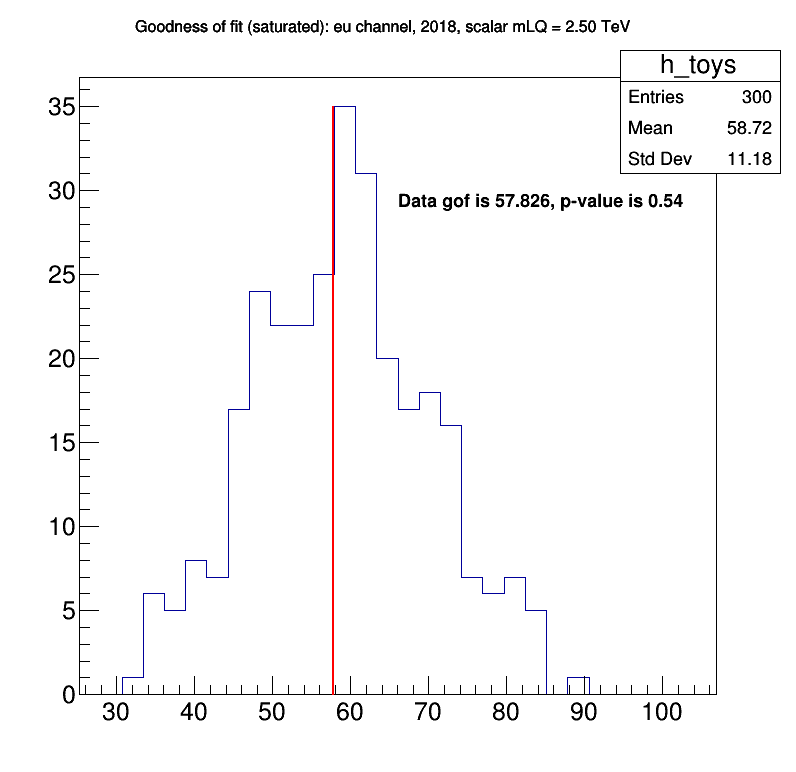 Goodness of fit (saturated): eu channel, 2018, scalar mLQ = 2.50 TeV
h_toys
Entries 300
Mean 58.72
Std Dev 11.18
Data gof is 57.826, p-value is 0.54
35
30
25
20
15
10
5
0
30 40 50 60 70 80 90 100